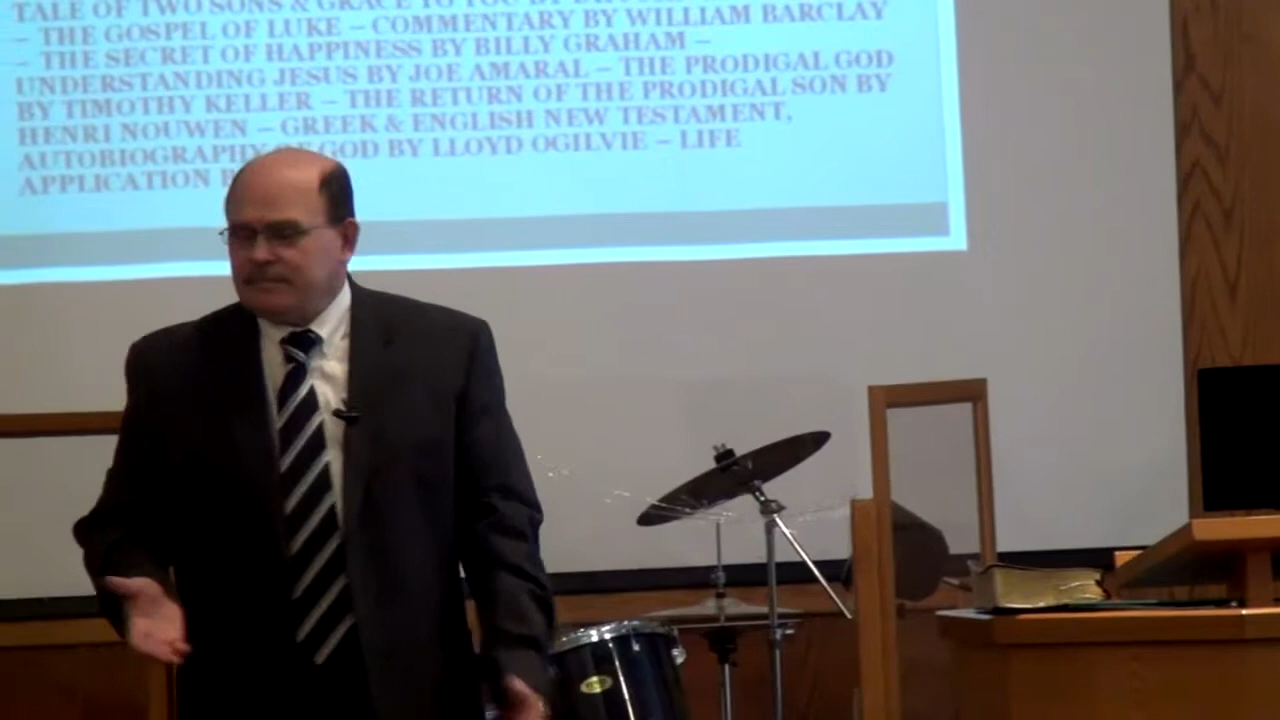 TALE OF TWO SONS & GRACE TO YOU BY
– THE GOSPEL OF LUKE – COMMENTARY BY WILLIAM BARCLAY
– THE SECRET OF HAPPINESS BY BILLY GRAHAM –
UNDERSTANDING JESUS BY JOE AMARAL – THE PRODIGAL GOD
BY TIMOTHY KELLER – THE RETURN OF THE PRODIGAL SON BY
HENRI NOUWEN – GREEK & ENGLISH NEW TESTAMENT,
AUTOBIOGRAPHY OF GOD BY LLOYD OGILVIE – LIFE
APPLICATION